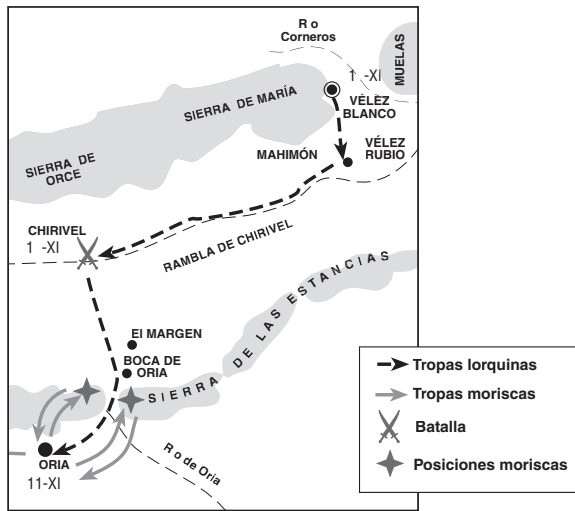 R o
Corneros
MUELAS
1 -XI
SIERRA DE MARÍA
VÉLEZ
BLANCO
SIERRA DE
ORCE
MAHIMÓN
VÉLEZ
RUBIO
CHIRIVEL
1 -XI
RAMBLA DE CHIRIVEL
SIERRA DE LAS ESTANCIAS
El MARGEN
BOCA DE
ORIA
ORIA
11-XI
R o de Oria
Tropas lorquinas
Tropas moriscas
Batalla
Posiciones moriscas